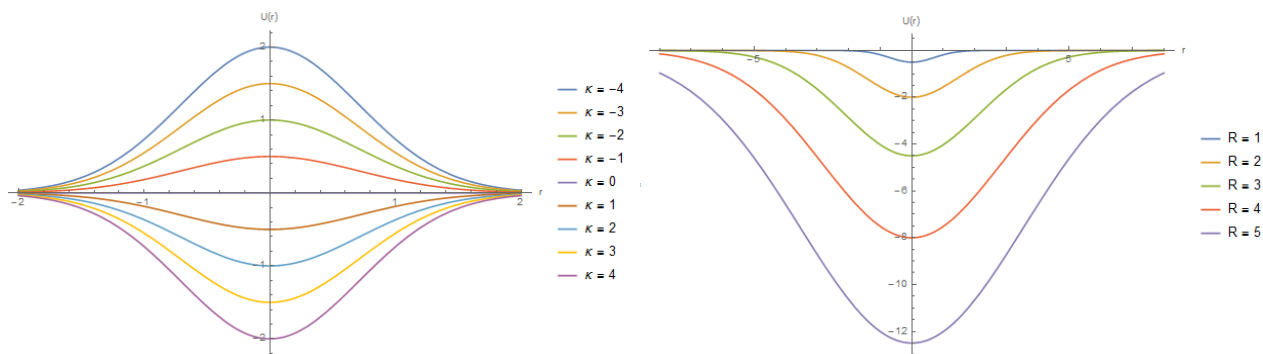 U(r)
2
1
-2
-1
1
2
r
-1
-2
κ = -4
κ = -3
κ = -2
κ = -1
κ = 0
κ = 1
κ = 2
κ = 3
κ = 4
U(r)
-5
5
r
-2
-4
-6
-8
-10
-12
R = 1
R = 2
R = 3
R = 4
R = 5